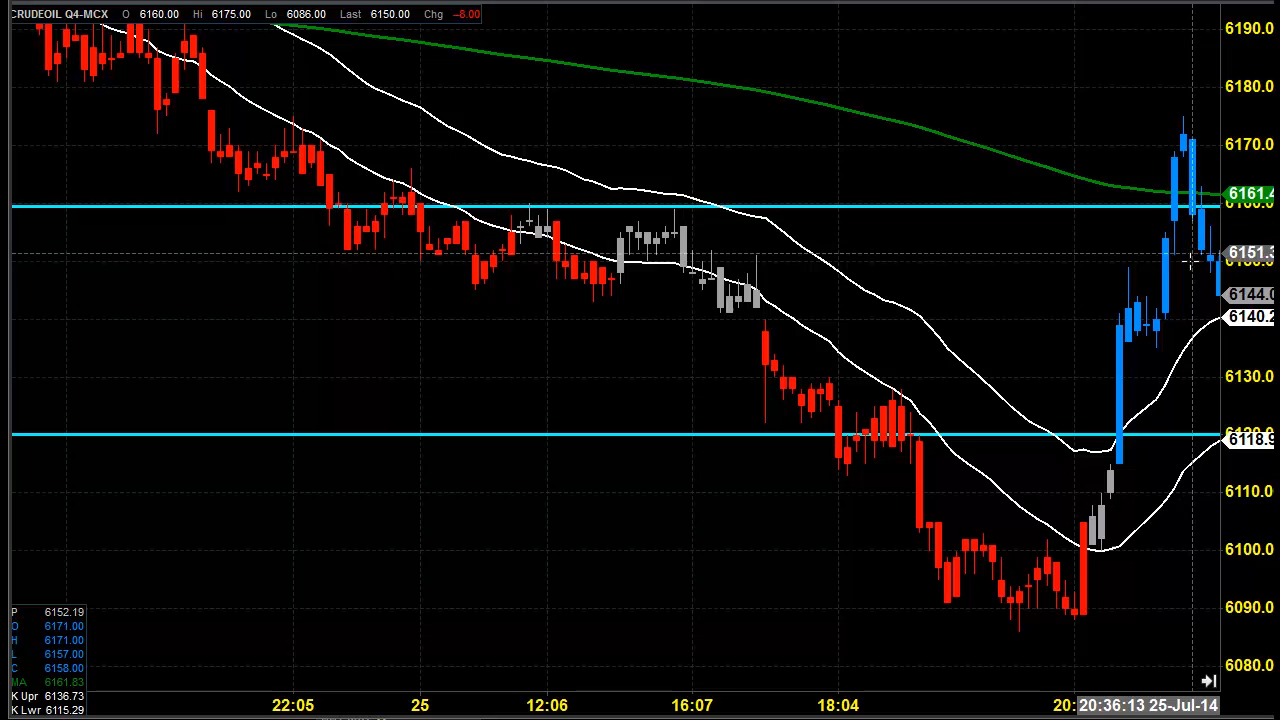 CRUDEOIL Q4-MCX O 6160.00 Hi 6175.00 Lo 6086.00 Last 6150.00 Chg -8.00
6190.0
6180.0
6170.0
6161.4
6151.3
6144.0
6140.2
6130.0
6118.9
6110.0
6100.0
6090.0
6080.0
P 6152.19
O 6171.00
H 6171.00
L 6157.00
C 6158.00
MA 6161.83
K Upr 6136.73
K Lwr 6115.29
22:05 25 12:06 16:07 18:04 20: 20:36:13 25-Jul-14